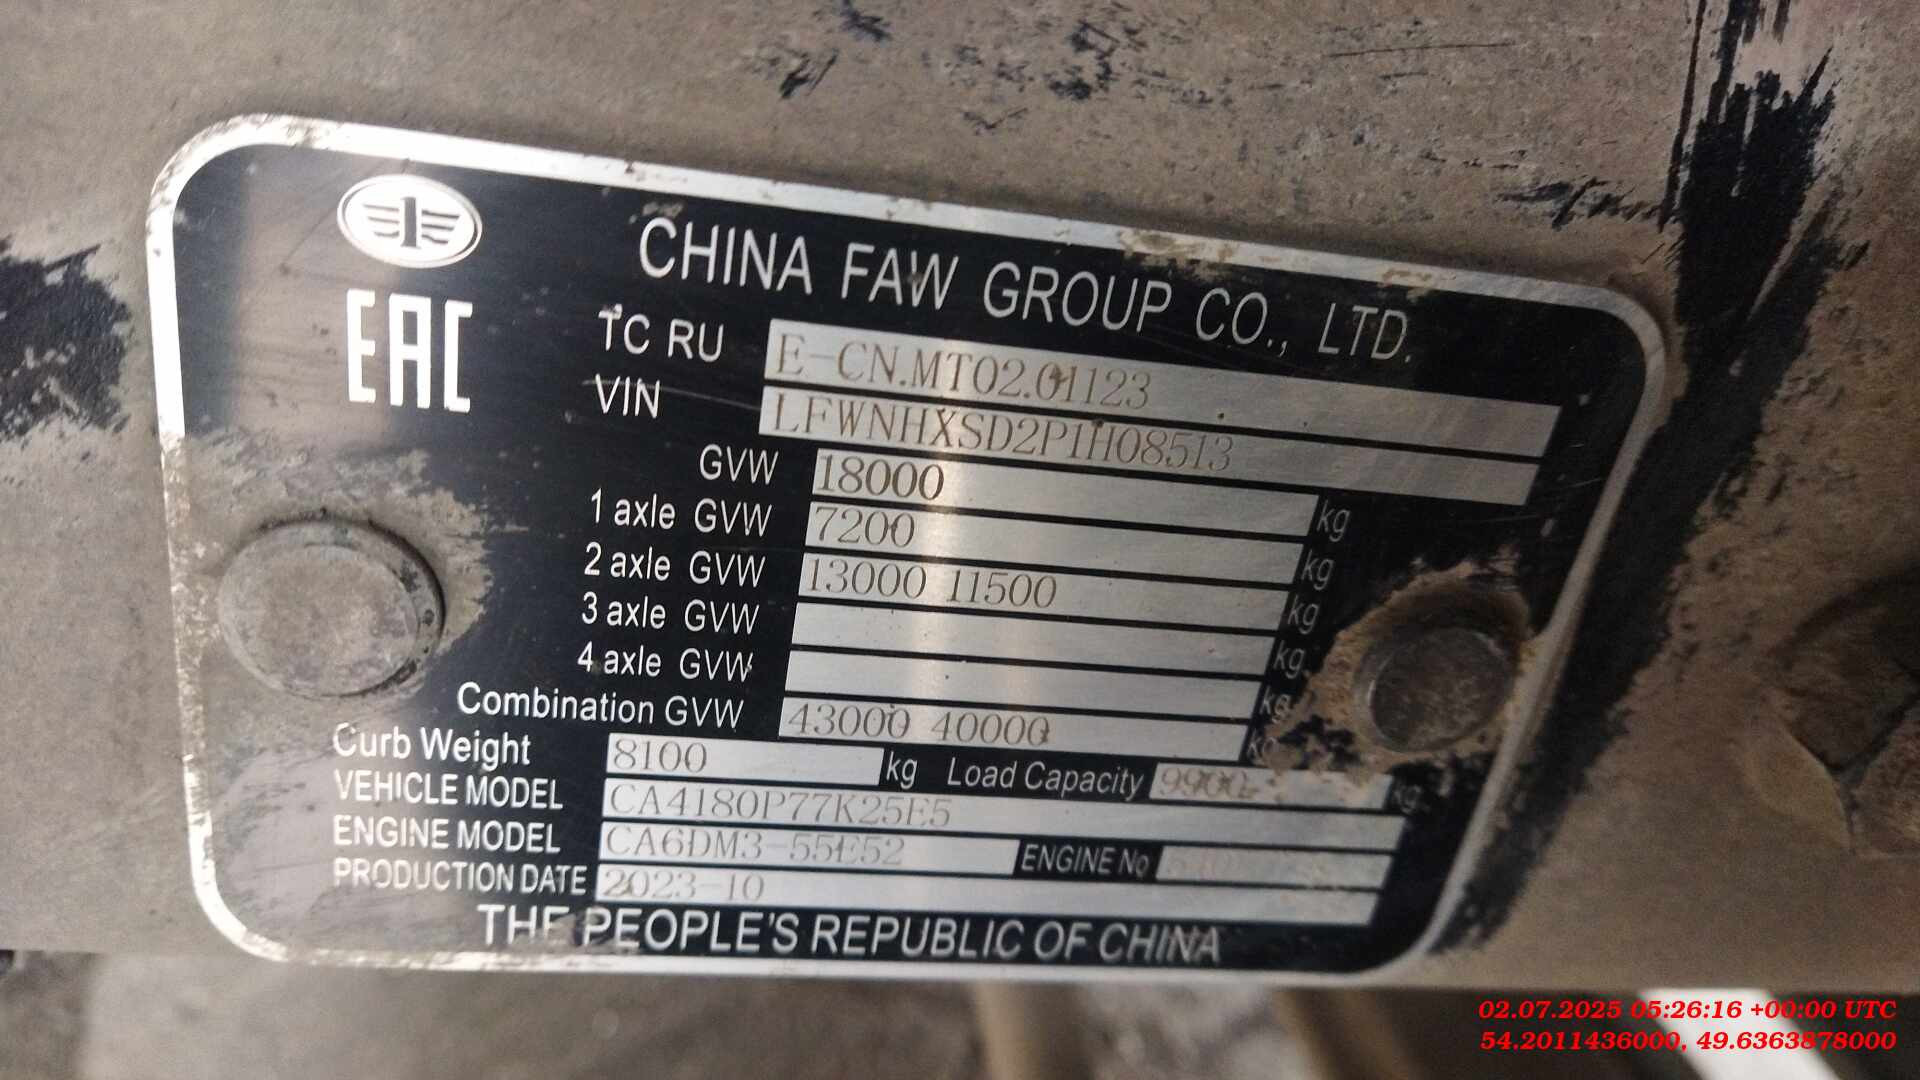 1
EAC
CHINA FAW GROUP CO., LTD.
TC RU E-CN.MT02.01123
VIN LFWNHXSD2P1H08513
GVW 18000 kg
1 axle GVW 7200 kg
2 axle GVW 13000 11500 kg
3 axle GVW kg
4 axle GVW kg
Combination GVW 43000 40000 kg
Curb Weight 8100 kg Load Capacity 9900 kg
VEHICLE MODEL CA4180P77K25E5
ENGINE MODEL CA6DM3-55E52 ENGINE No
PRODUCTION DATE 2023-10
THE PEOPLE'S REPUBLIC OF CHINA
02.07.2025 05:26:16 +00:00 UTC
54.2011436000, 49.6363878000